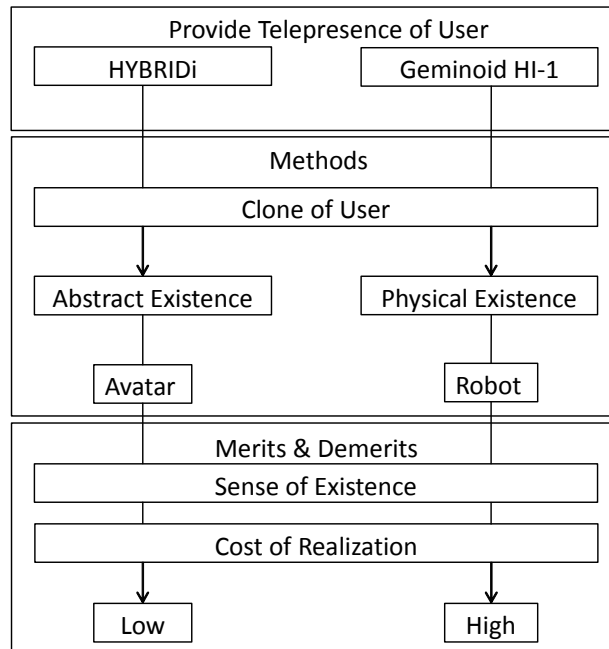 Provide Telepresence of User
HYBRIDi
Geminoid HI-1
Methods
Clone of User
Abstract Existence
Physical Existence
Avatar
Robot
Merits & Demerits
Sense of Existence
Cost of Realization
Low
High